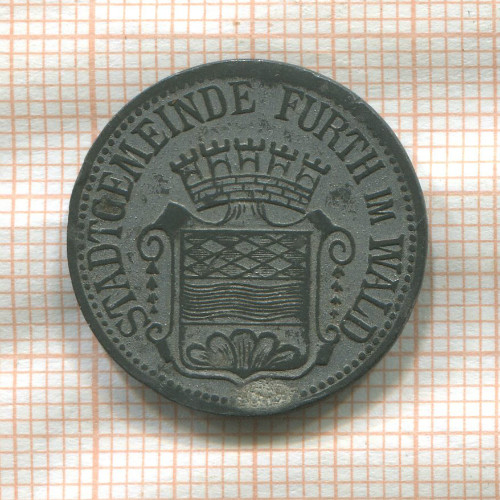 STADTGEMEINDE FURTH IM WALD